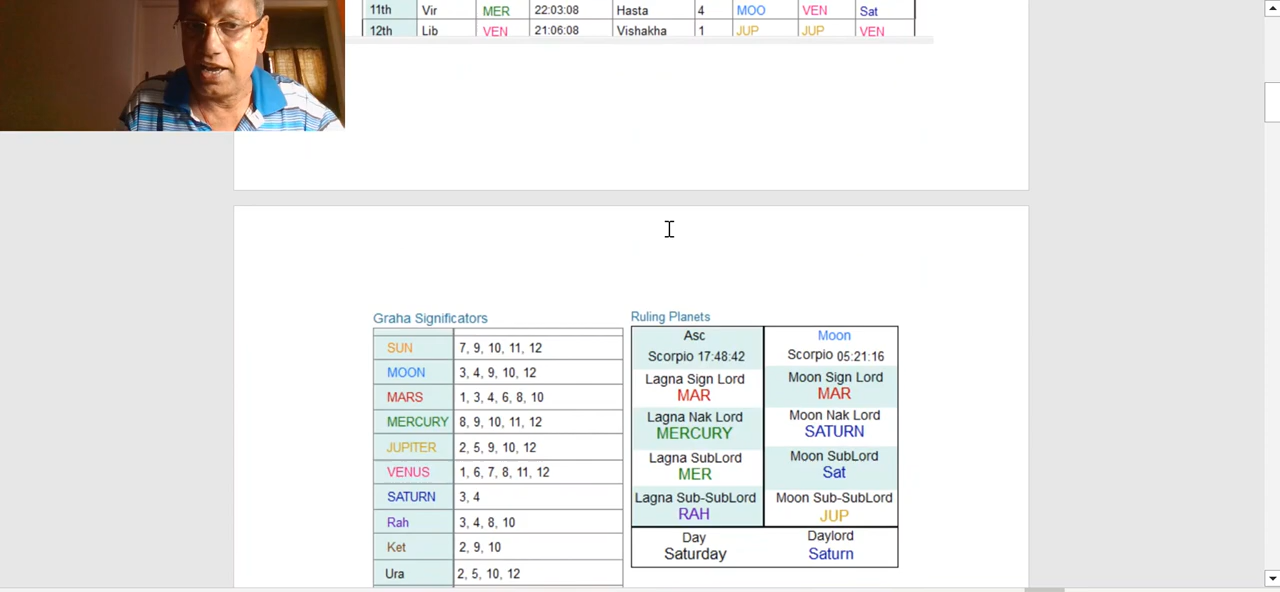 11th Vir MER 22:03:08 Hasta 4 MOO VEN Sat
12th Lib VEN 21:06:08 Vishakha 1 JUP JUP VEN
Graha Significators
SUN 7, 9, 10, 11, 12
MOON 3, 4, 9, 10, 12
MARS 1, 3, 4, 6, 8, 10
MERCURY 8, 9, 10, 11, 12
JUPITER 2, 5, 9, 10, 12
VENUS 1, 6, 7, 8, 11, 12
SATURN 3, 4
Rah 3, 4, 8, 10
Ket 2, 9, 10
Ura 2, 5, 10, 12
Ruling Planets
Asc Moon
Scorpio 17:48:42 Scorpio 05:21:16
Lagna Sign Lord Moon Sign Lord
MAR MAR
Lagna Nak Lord Moon Nak Lord
MERCURY SATURN
Lagna SubLord Moon SubLord
MER Sat
Lagna Sub-SubLord Moon Sub-SubLord
RAH JUP
Day Daylord
Saturday Saturn